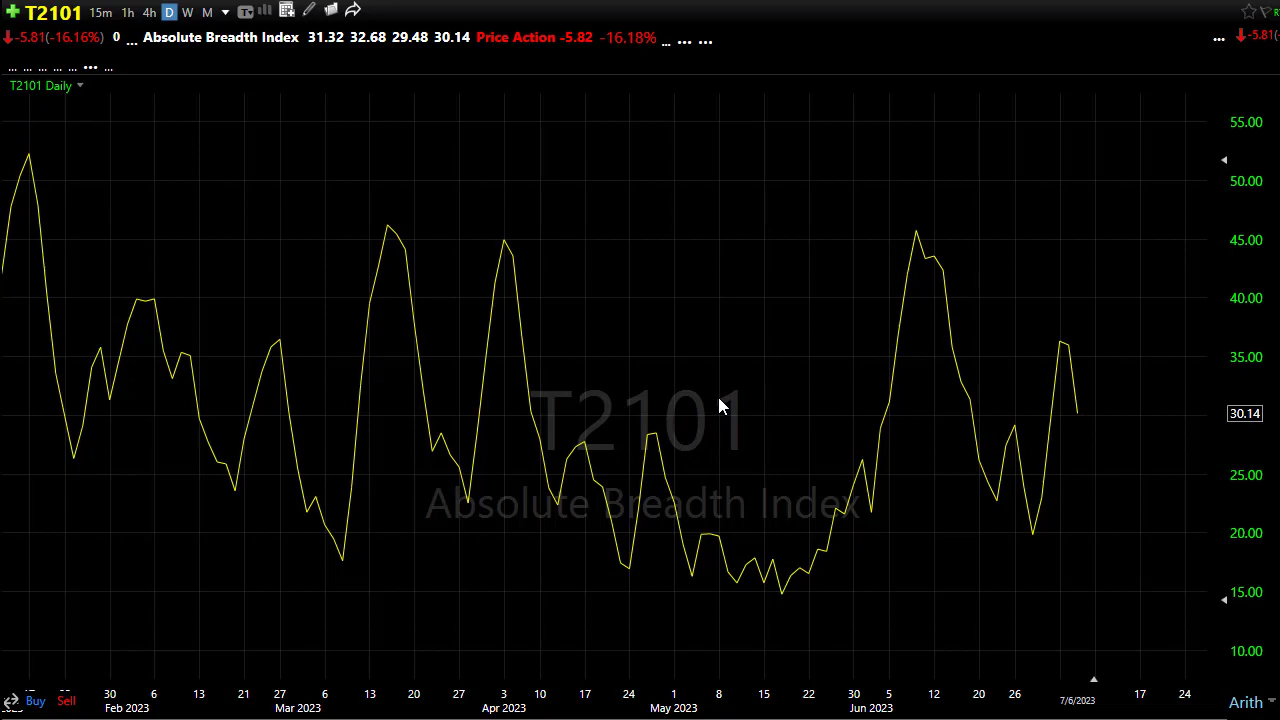 T2101 15m 1h 4h D W M T
-5.81(-16.16%) 0 ... Absolute Breadth Index 31.32 32.68 29.48 30.14 Price Action -5.82 -16.18% ... ... ... ... -5.81(-
... ... ... ... ... ... ...
T2101 Daily
55.00
50.00
45.00
40.00
35.00
30.14
25.00
20.00
15.00
10.00
T2101
Absolute Breadth Index
Buy Sell
30 6 13 21 27 6 13 20 27 3 10 17 24 1 8 15 22 30 5 12 20 26 7/6/2023 17 24
Feb 2023 Mar 2023 Apr 2023 May 2023 Jun 2023
Arith